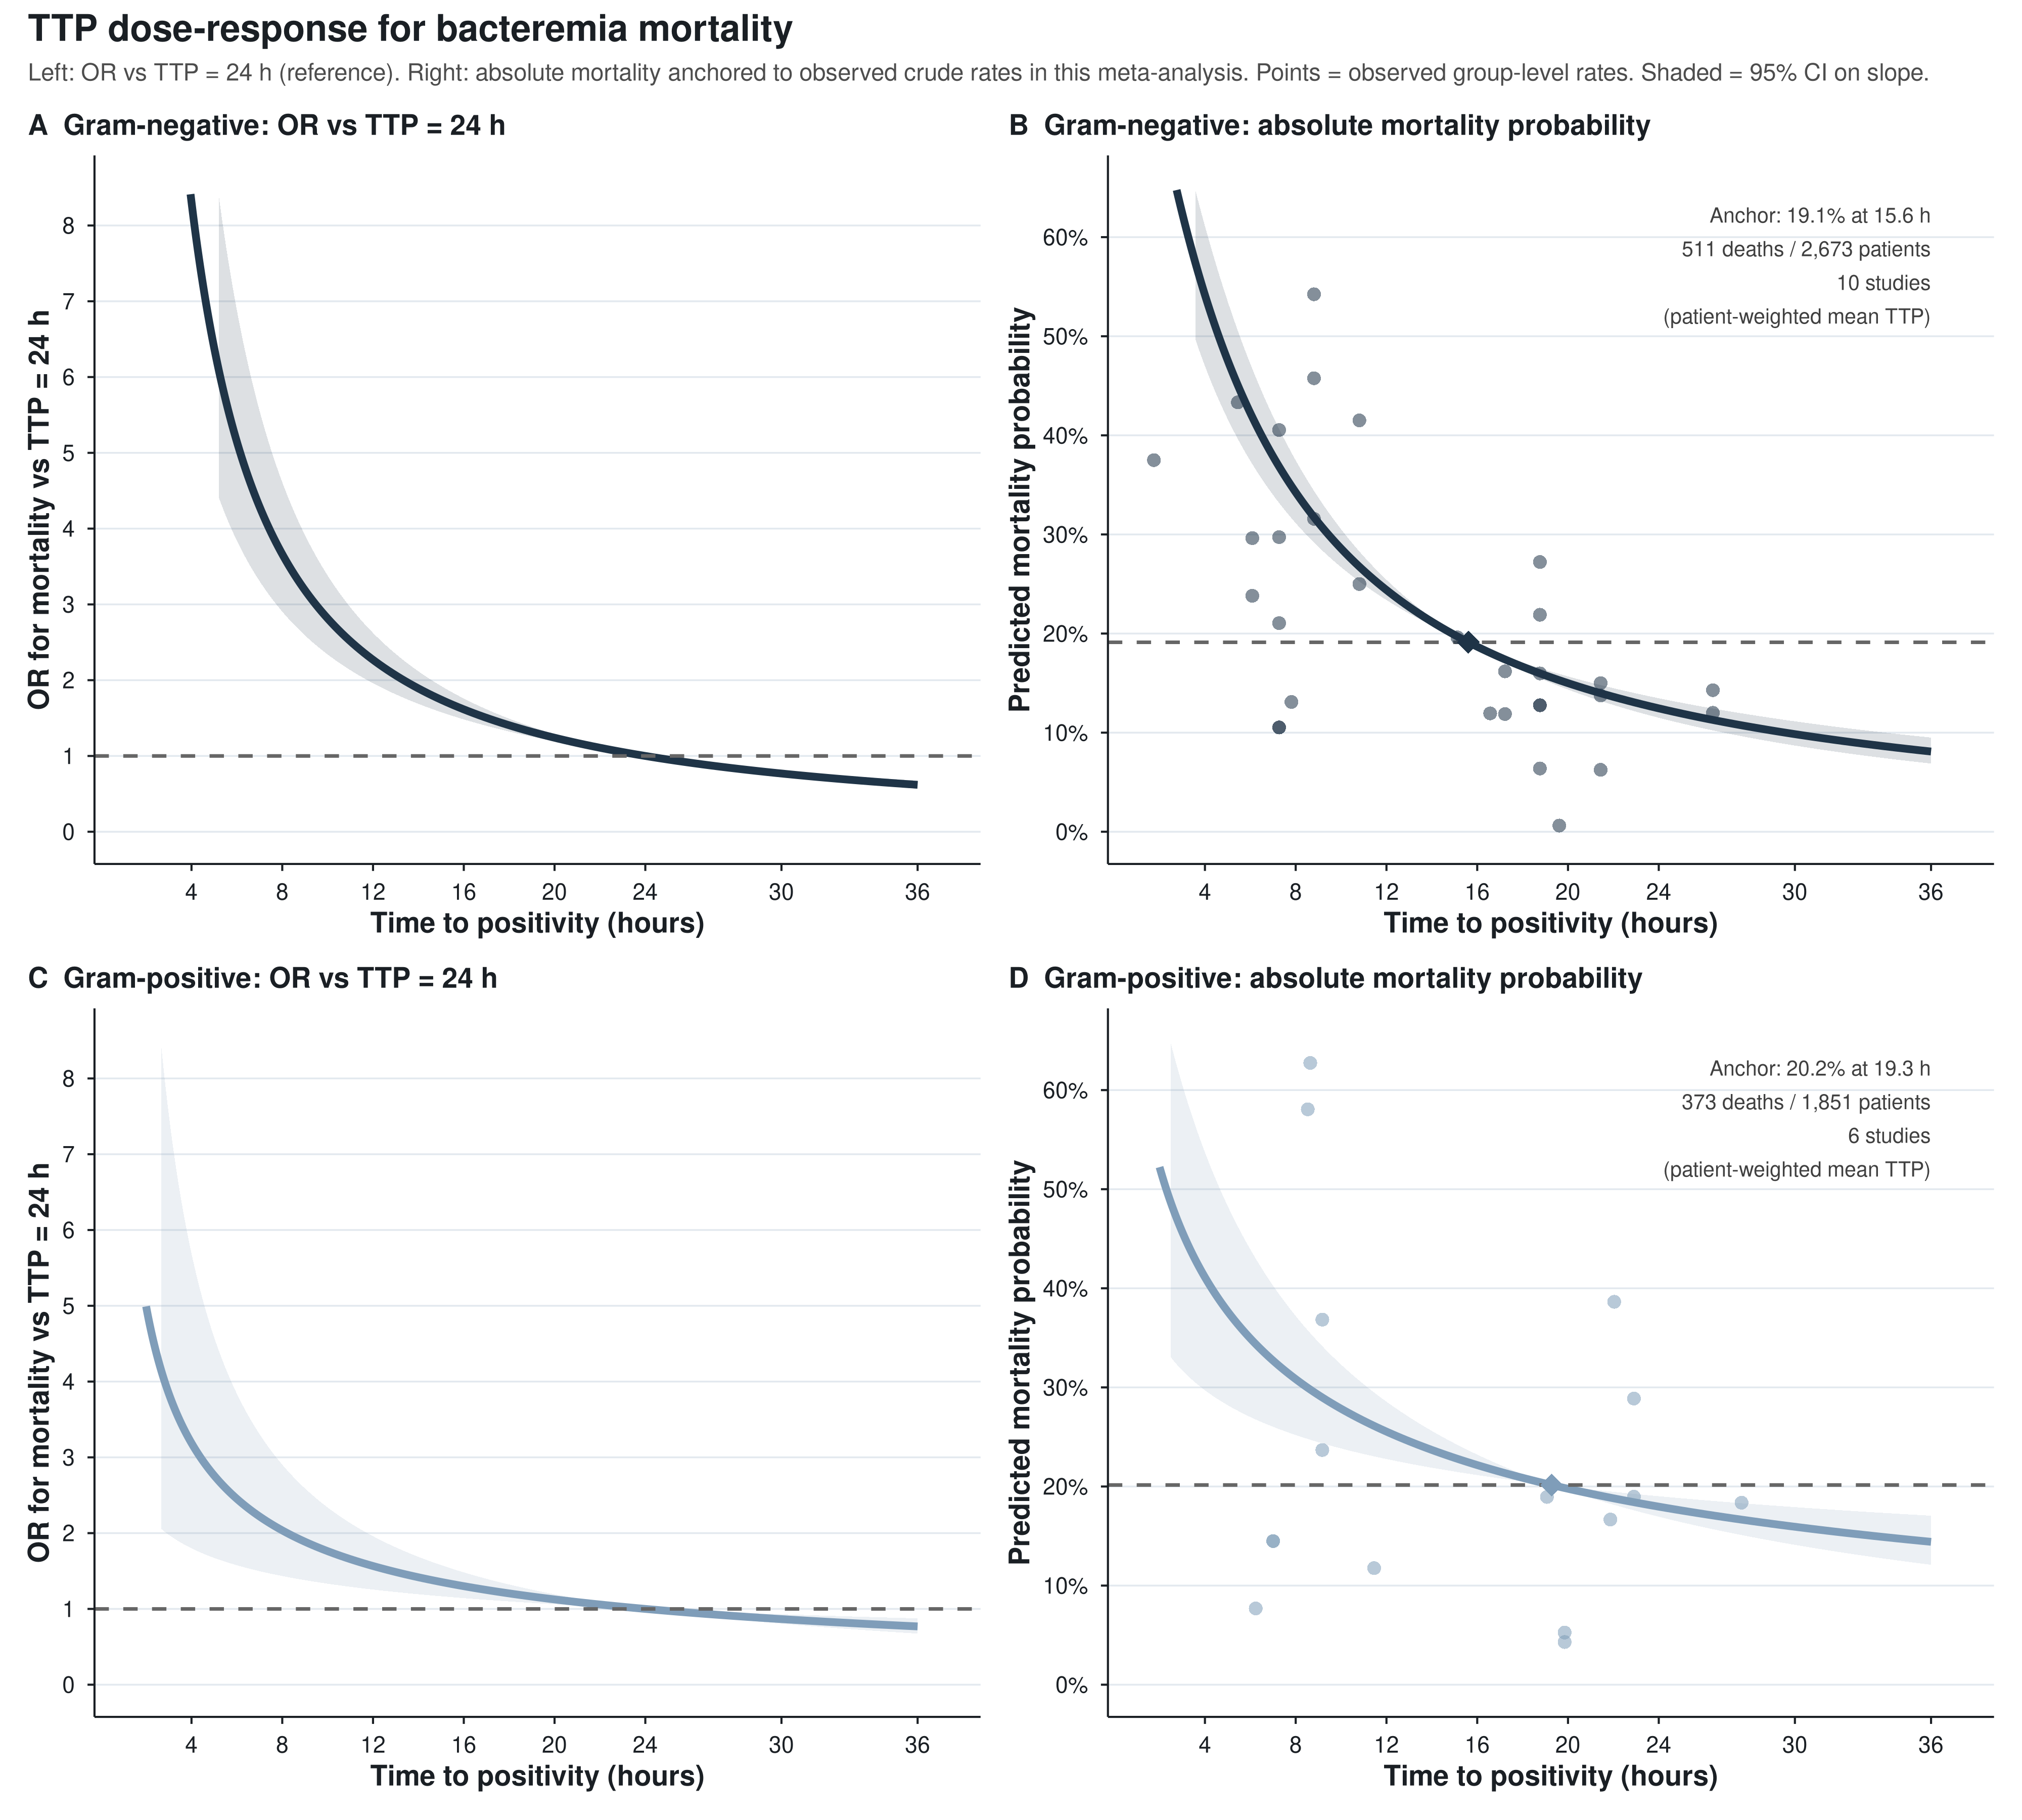 TTP dose-response for bacteremia mortality
Left: OR vs TTP = 24 h (reference). Right: absolute mortality anchored to observed crude rates in this meta-analysis. Points = observed group-level rates. Shaded = 95% CI on slope.
A Gram-negative: OR vs TTP = 24 h
OR for mortality vs TTP = 24 h
8
7
6
5
4
3
2
1
0
4 8 12 16 20 24 30 36
Time to positivity (hours)
B Gram-negative: absolute mortality probability
Predicted mortality probability
60%
50%
40%
30%
20%
10%
0%
Anchor: 19.1% at 15.6 h
511 deaths / 2,673 patients
10 studies
(patient-weighted mean TTP)
4 8 12 16 20 24 30 36
Time to positivity (hours)
C Gram-positive: OR vs TTP = 24 h
OR for mortality vs TTP = 24 h
8
7
6
5
4
3
2
1
0
4 8 12 16 20 24 30 36
Time to positivity (hours)
D Gram-positive: absolute mortality probability
Predicted mortality probability
60%
50%
40%
30%
20%
10%
0%
Anchor: 20.2% at 19.3 h
373 deaths / 1,851 patients
6 studies
(patient-weighted mean TTP)
4 8 12 16 20 24 30 36
Time to positivity (hours)